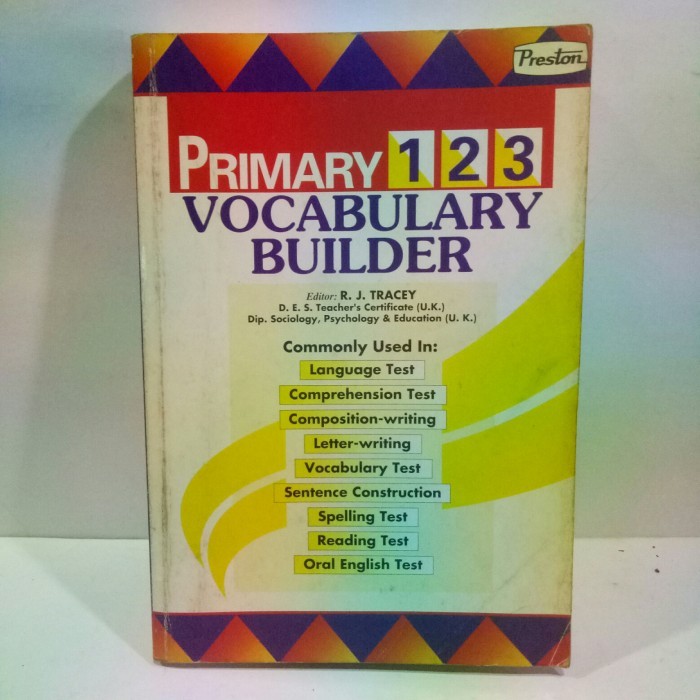 Preston
PRIMARY 1 2 3
VOCABULARY
BUILDER
Editor: R. J. TRACEY
D. E. S. Teacher's Certificate (U.K.)
Dip. Sociology, Psychology & Education (U. K.)
Commonly Used In:
Language Test
Comprehension Test
Composition-writing
Letter-writing
Vocabulary Test
Sentence Construction
Spelling Test
Reading Test
Oral English Test